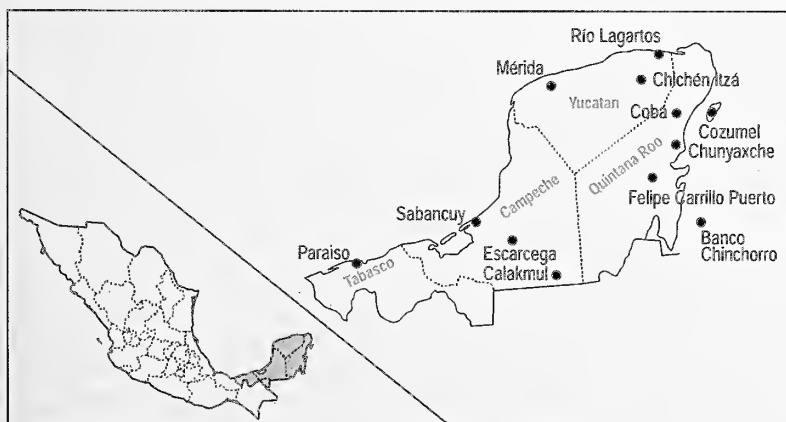 Río Lagartos
Mérida
Chichén Itzá
Yucatan
Cobá
Cozumel
Chunyaxche
Quintana Roo
Campeche
Felipe Carrillo Puerto
Sabancuy
Banco
Chinchorro
Escarcega
Paraiso
Tabasco
Calakmul